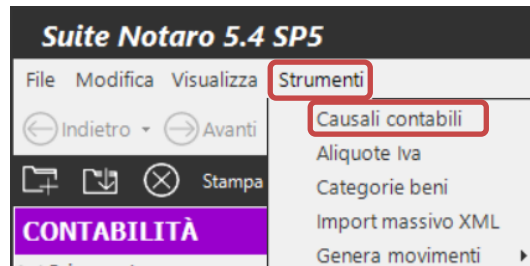 Suite Notaro 5.4 SP5
File Modifica Visualizza Strumenti
Indietro Avanti
Causali contabili
Aliquote Iva
Stampa
Categorie beni
CONTABILITÀ
Import massivo XML
Genera movimenti